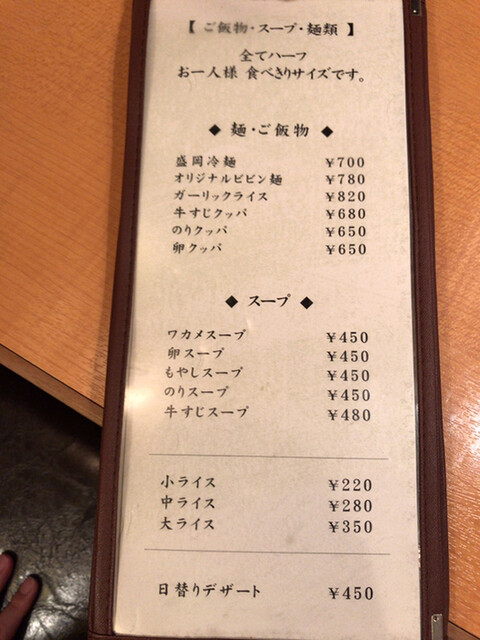 【 ご飯物・スープ・麺類 】
全てハーフ
お一人様 食べきりサイズです。
◆ 麺・ご飯物 ◆
盛岡冷麺 ￥700
オリジナルビビン麺 ￥780
ガーリックライス ￥820
牛すじクッパ ￥680
のりクッパ ￥650
卵クッパ ￥650
◆ スープ ◆
ワカメスープ ￥450
卵スープ ￥450
もやしスープ ￥450
のりスープ ￥450
牛すじスープ ￥480
小ライス ￥220
中ライス ￥280
大ライス ￥350
日替りデザート ￥450